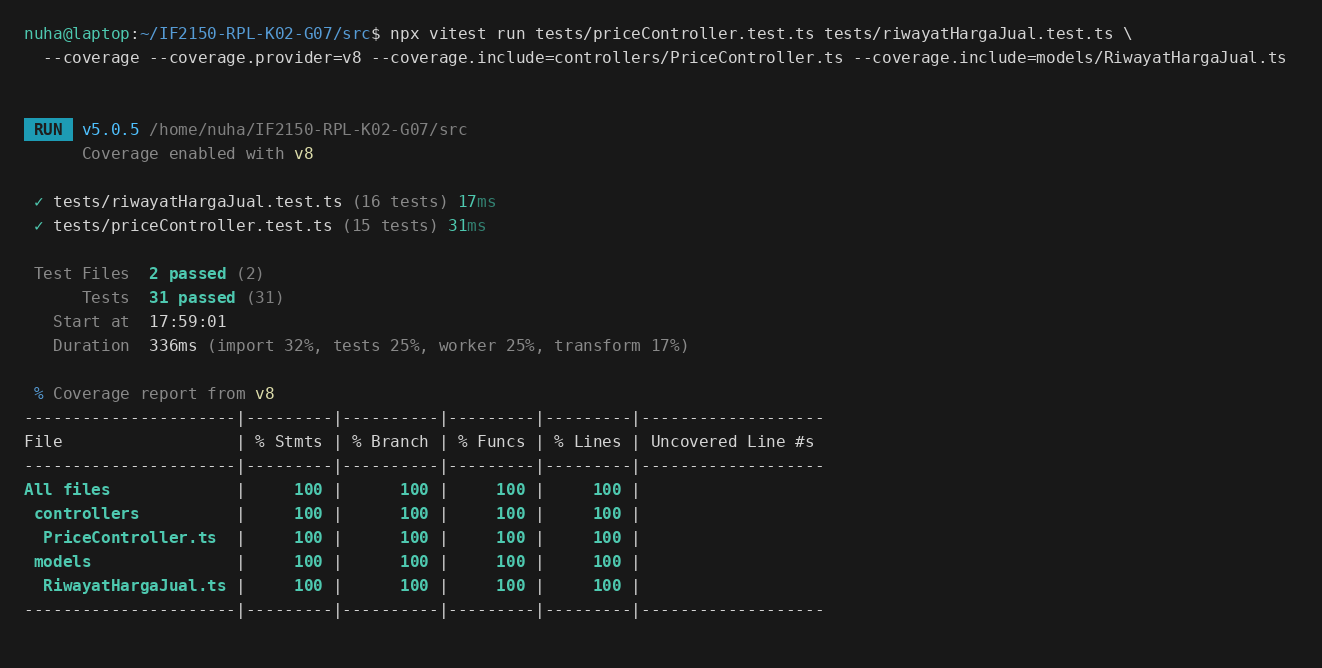 nuha@laptop:~/IF2150-RPL-K02-G07/src$ npx vitest run tests/priceController.test.ts tests/riwayatHargaJual.test.ts \
  --coverage --coverage.provider=v8 --coverage.include=controllers/PriceController.ts --coverage.include=models/RiwayatHargaJual.ts
 RUN  v5.0.5 /home/nuha/IF2150-RPL-K02-G07/src
      Coverage enabled with v8
 ✓ tests/riwayatHargaJual.test.ts (16 tests) 17ms
 ✓ tests/priceController.test.ts (15 tests) 31ms
 Test Files  2 passed (2)
      Tests  31 passed (31)
   Start at  17:59:01
   Duration  336ms (import 32%, tests 25%, worker 25%, transform 17%)
 % Coverage report from v8
----------------------|---------|----------|---------|---------|-------------------
File                  | % Stmts | % Branch | % Funcs | % Lines | Uncovered Line #s
----------------------|---------|----------|---------|---------|-------------------
All files             |     100 |      100 |     100 |     100 |
 controllers          |     100 |      100 |     100 |     100 |
  PriceController.ts  |     100 |      100 |     100 |     100 |
 models               |     100 |      100 |     100 |     100 |
  RiwayatHargaJual.ts |     100 |      100 |     100 |     100 |
----------------------|---------|----------|---------|---------|-------------------